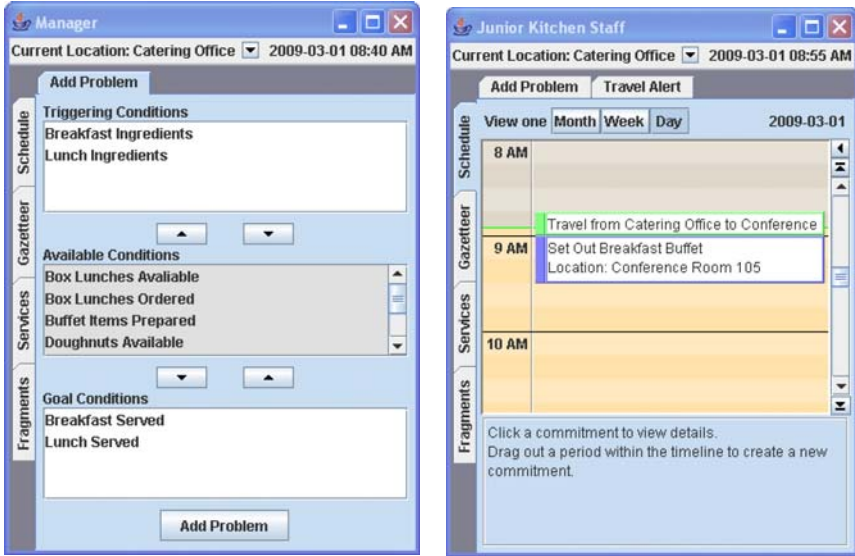 Manager
Current Location: Catering Office 2009-03-01 08:40 AM
Add Problem
Schedule
Gazetteer
Services
Fragments
Triggering Conditions
Breakfast Ingredients
Lunch Ingredients
Available Conditions
Box Lunches Avaliable
Box Lunches Ordered
Buffet Items Prepared
Doughnuts Available
Goal Conditions
Breakfast Served
Lunch Served
Add Problem
Junior Kitchen Staff
Current Location: Catering Office 2009-03-01 08:55 AM
Add Problem Travel Alert
Schedule
Gazetteer
Services
Fragments
View one Month Week Day 2009-03-01
8 AM
Travel from Catering Office to Conference
9 AM Set Out Breakfast Buffet
Location: Conference Room 105
10 AM
Click a commitment to view details.
Drag out a period within the timeline to create a new
commitment.